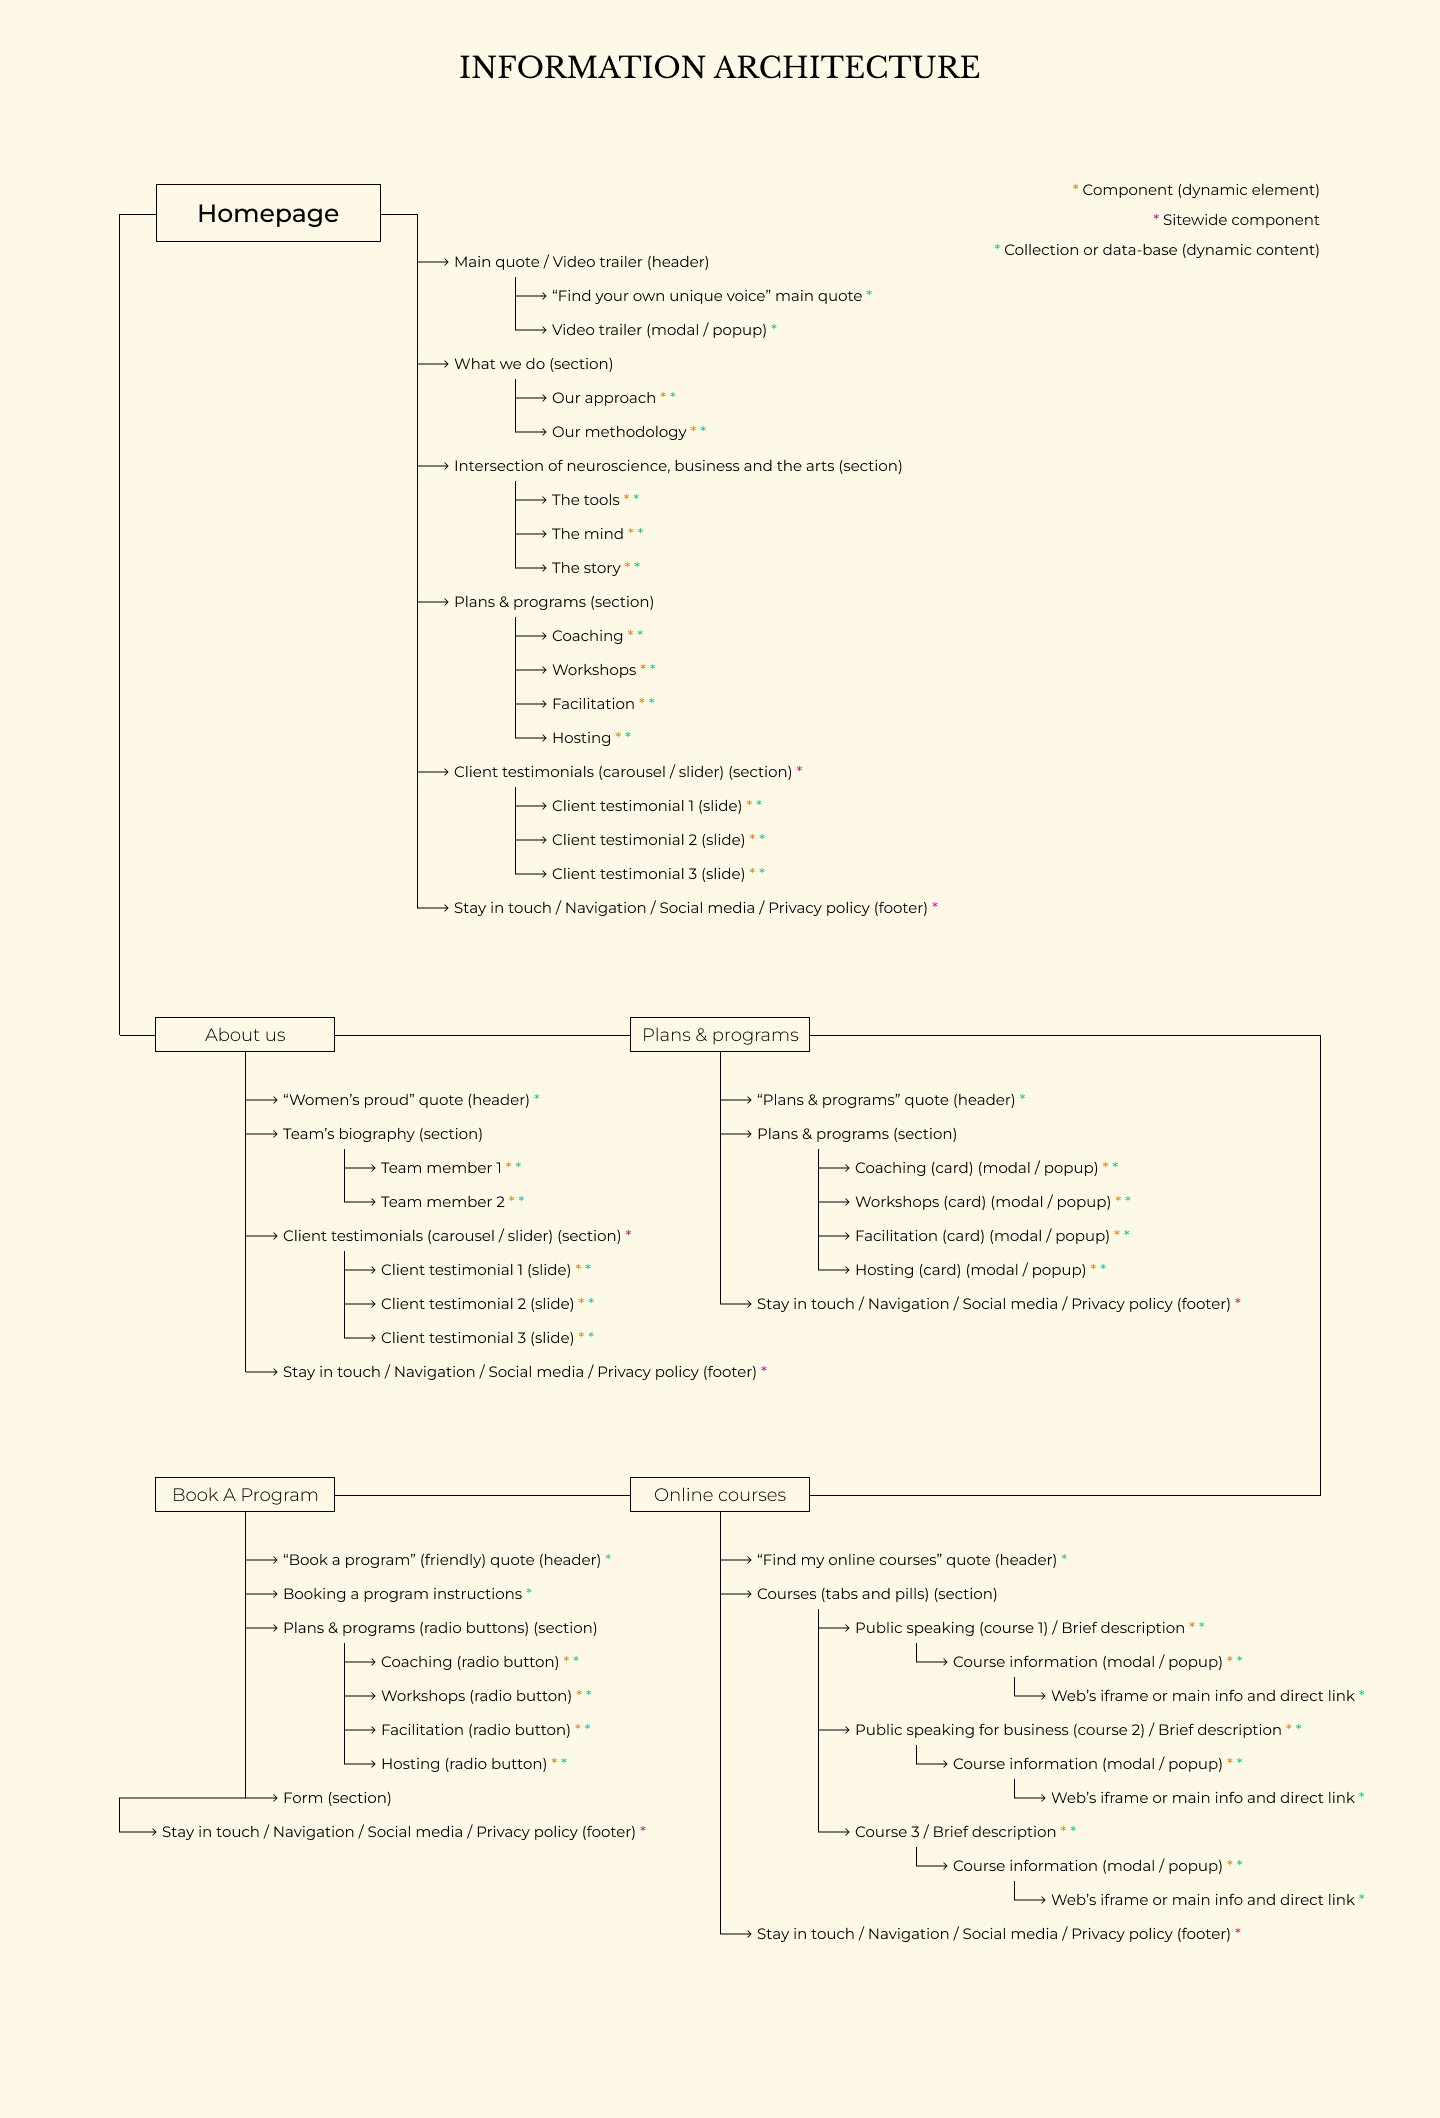 INFORMATION ARCHITECTURE
* Component (dynamic element)
* Sitewide component
* Collection or data-base (dynamic content)
Homepage
Main quote / Video trailer (header)
“Find your own unique voice” main quote *
Video trailer (modal / popup) *
What we do (section)
Our approach * *
Our methodology * *
Intersection of neuroscience, business and the arts (section)
The tools * *
The mind * *
The story * *
Plans & programs (section)
Coaching * *
Workshops * *
Facilitation * *
Hosting * *
Client testimonials (carousel / slider) (section) *
Client testimonial 1 (slide) * *
Client testimonial 2 (slide) * *
Client testimonial 3 (slide) * *
Stay in touch / Navigation / Social media / Privacy policy (footer) *
About us
“Women’s proud” quote (header) *
Team’s biography (section)
Team member 1 * *
Team member 2 * *
Client testimonials (carousel / slider) (section) *
Client testimonial 1 (slide) * *
Client testimonial 2 (slide) * *
Client testimonial 3 (slide) * *
Stay in touch / Navigation / Social media / Privacy policy (footer) *
Plans & programs
“Plans & programs” quote (header) *
Plans & programs (section)
Coaching (card) (modal / popup) * *
Workshops (card) (modal / popup) * *
Facilitation (card) (modal / popup) * *
Hosting (card) (modal / popup) * *
Stay in touch / Navigation / Social media / Privacy policy (footer) *
Book A Program
“Book a program” (friendly) quote (header) *
Booking a program instructions *
Plans & programs (radio buttons) (section)
Coaching (radio button) * *
Workshops (radio button) * *
Facilitation (radio button) * *
Hosting (radio button) * *
Form (section)
Stay in touch / Navigation / Social media / Privacy policy (footer) *
Online courses
“Find my online courses” quote (header) *
Courses (tabs and pills) (section)
Public speaking (course 1) / Brief description * *
Course information (modal / popup) * *
Web’s iframe or main info and direct link *
Public speaking for business (course 2) / Brief description * *
Course information (modal / popup) * *
Web’s iframe or main info and direct link *
Course 3 / Brief description * *
Course information (modal / popup) * *
Web’s iframe or main info and direct link *
Stay in touch / Navigation / Social media / Privacy policy (footer) *